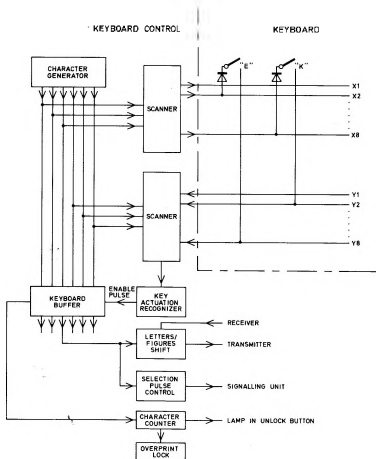 KEYBOARD CONTROL
KEYBOARD
CHARACTER
GENERATOR
SCANNER
"E"
"K"
X1
X2
X8
SCANNER
Y1
Y2
Y8
ENABLE
PULSE
KEYBOARD
BUFFER
KEY
ACTUATION
RECOGNIZER
RECEIVER
LETTERS/
FIGURES
SHIFT
TRANSMITTER
SELECTION
PULSE
CONTROL
SIGNALLING UNIT
CHARACTER
COUNTER
LAMP IN UNLOCK BUTTON
OVERPRINT
LOCK